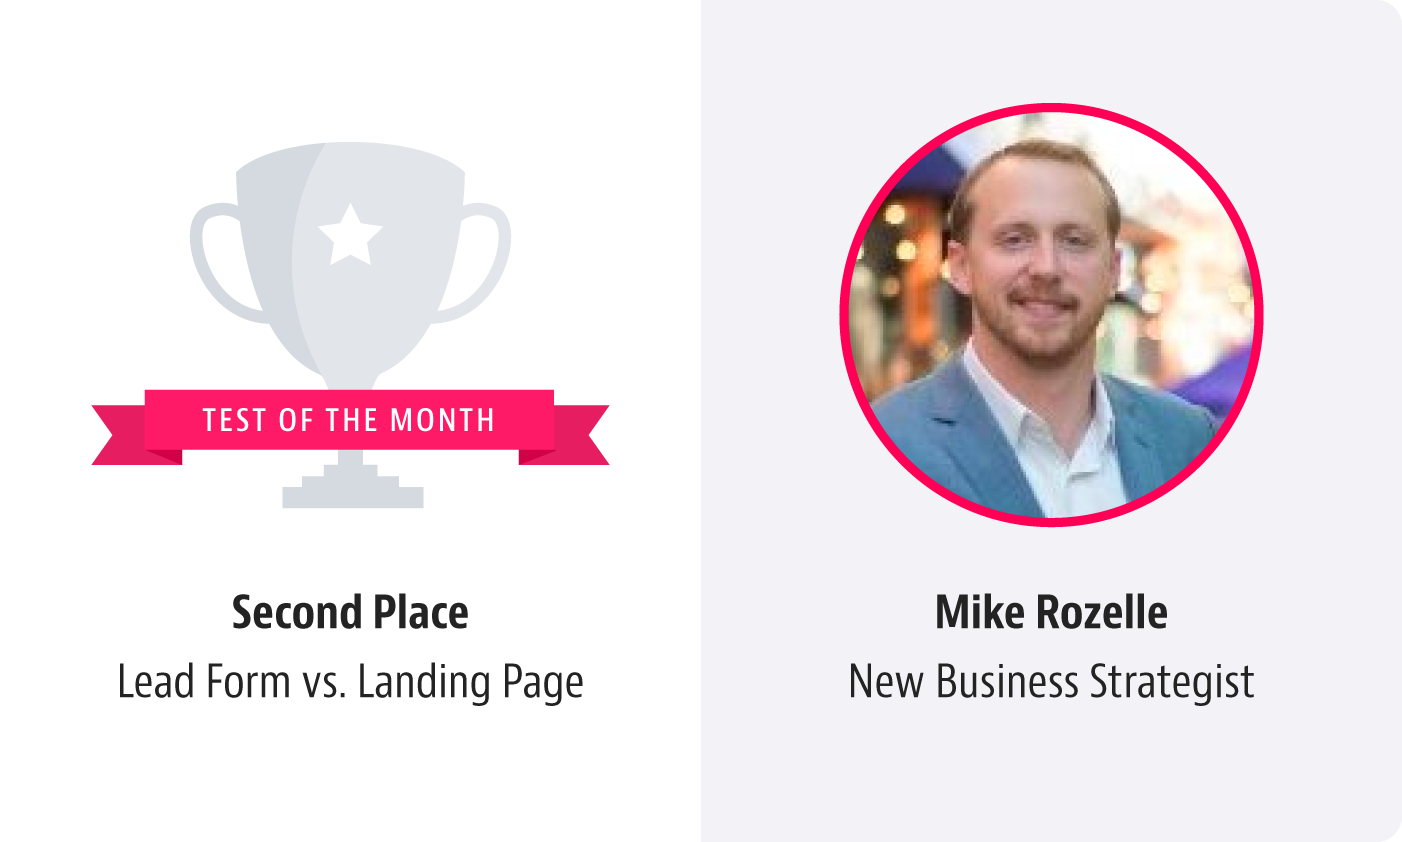 TEST OF THE MONTH
Second Place
Lead Form vs. Landing Page
Mike Rozelle
New Business Strategist